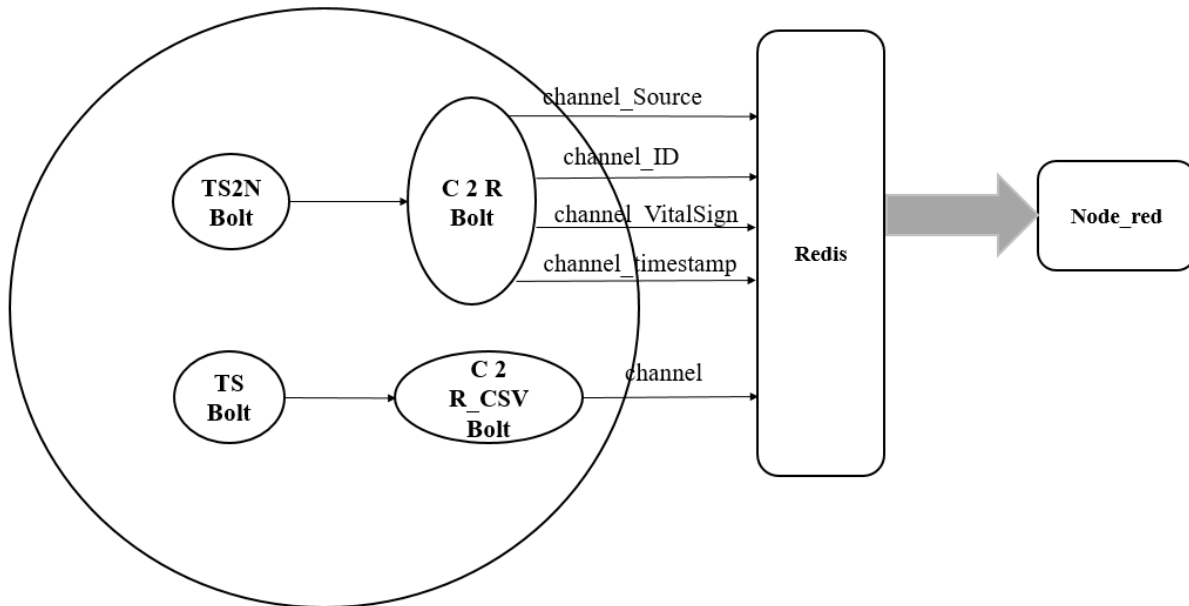 channel_Source
channel_ID
TS2N
Bolt
C 2 R
Bolt
channel_VitalSign
Node_red
Redis
channel_timestamp
C 2
R_CSV
Bolt
TS
Bolt
channel